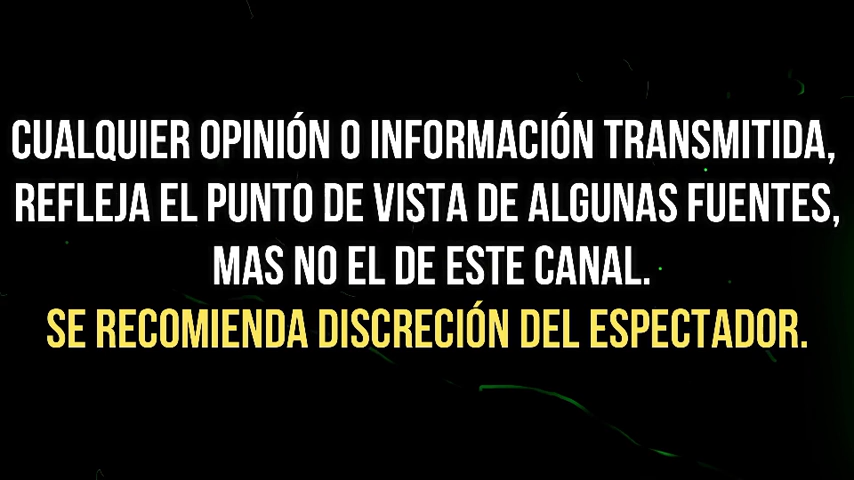 CUALQUIER OPINIÓN O INFORMACIÓN TRANSMITIDA,
REFLEJA EL PUNTO DE VISTA DE ALGUNAS FUENTES,
MAS NO EL DE ESTE CANAL.
SE RECOMIENDA DISCRECIÓN DEL ESPECTADOR.